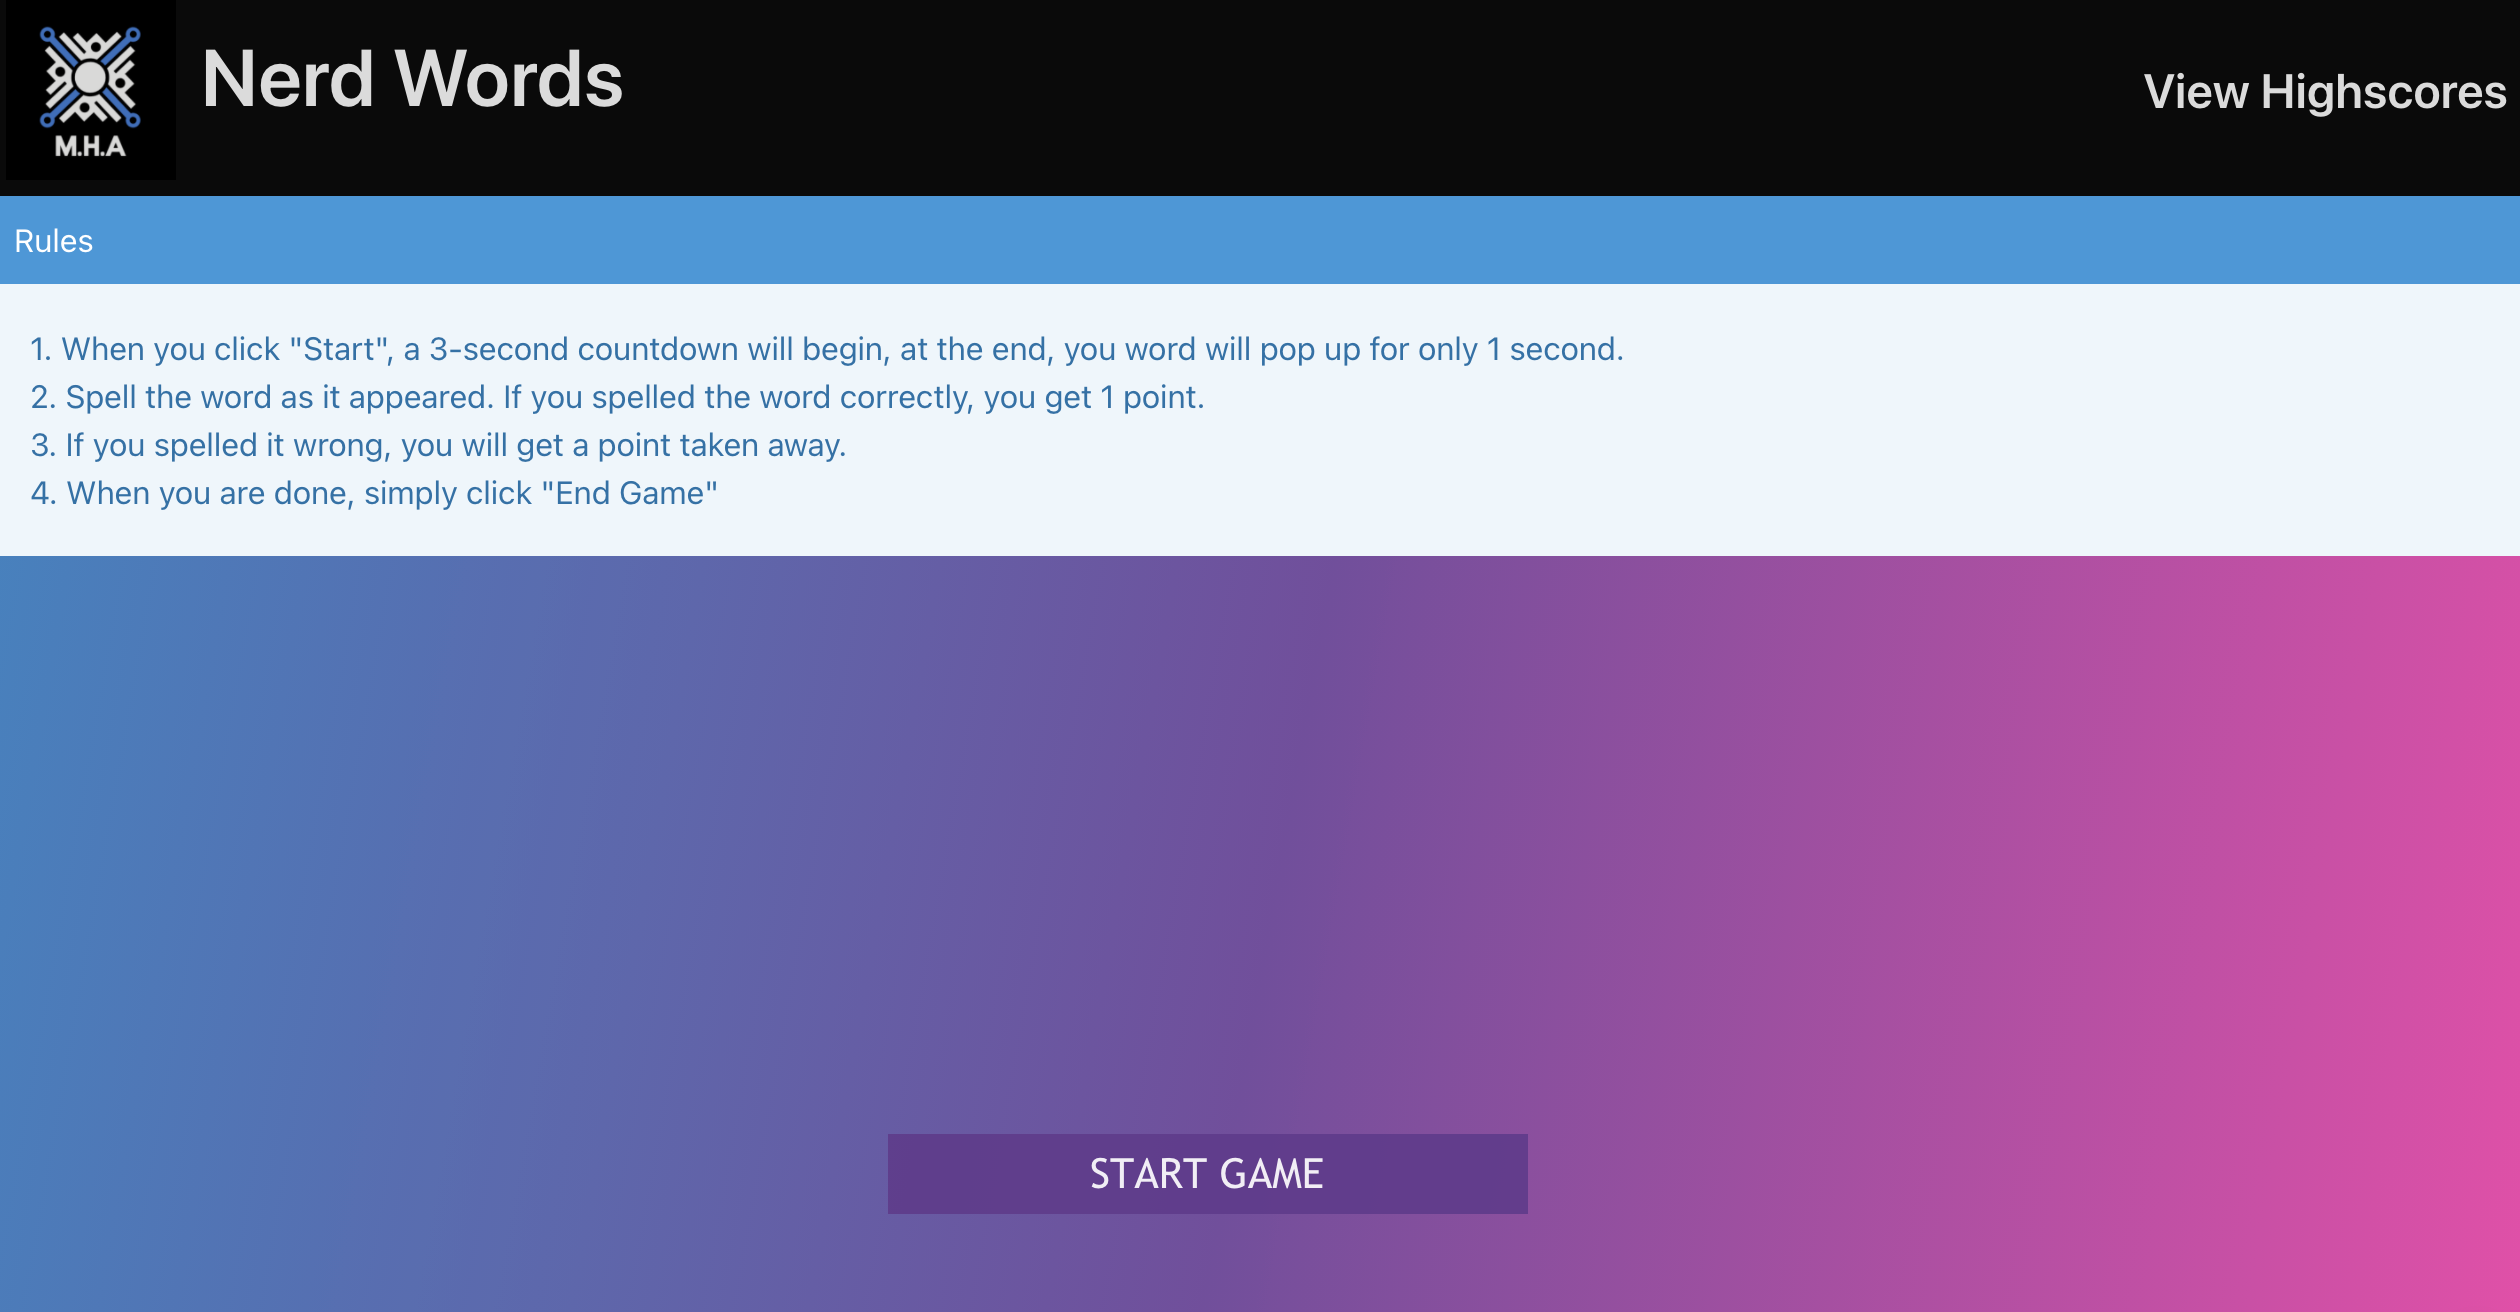 M.H.A
Nerd Words
View Highscores
Rules
1. When you click "Start", a 3-second countdown will begin, at the end, you word will pop up for only 1 second.
2. Spell the word as it appeared. If you spelled the word correctly, you get 1 point.
3. If you spelled it wrong, you will get a point taken away.
4. When you are done, simply click "End Game"
START GAME